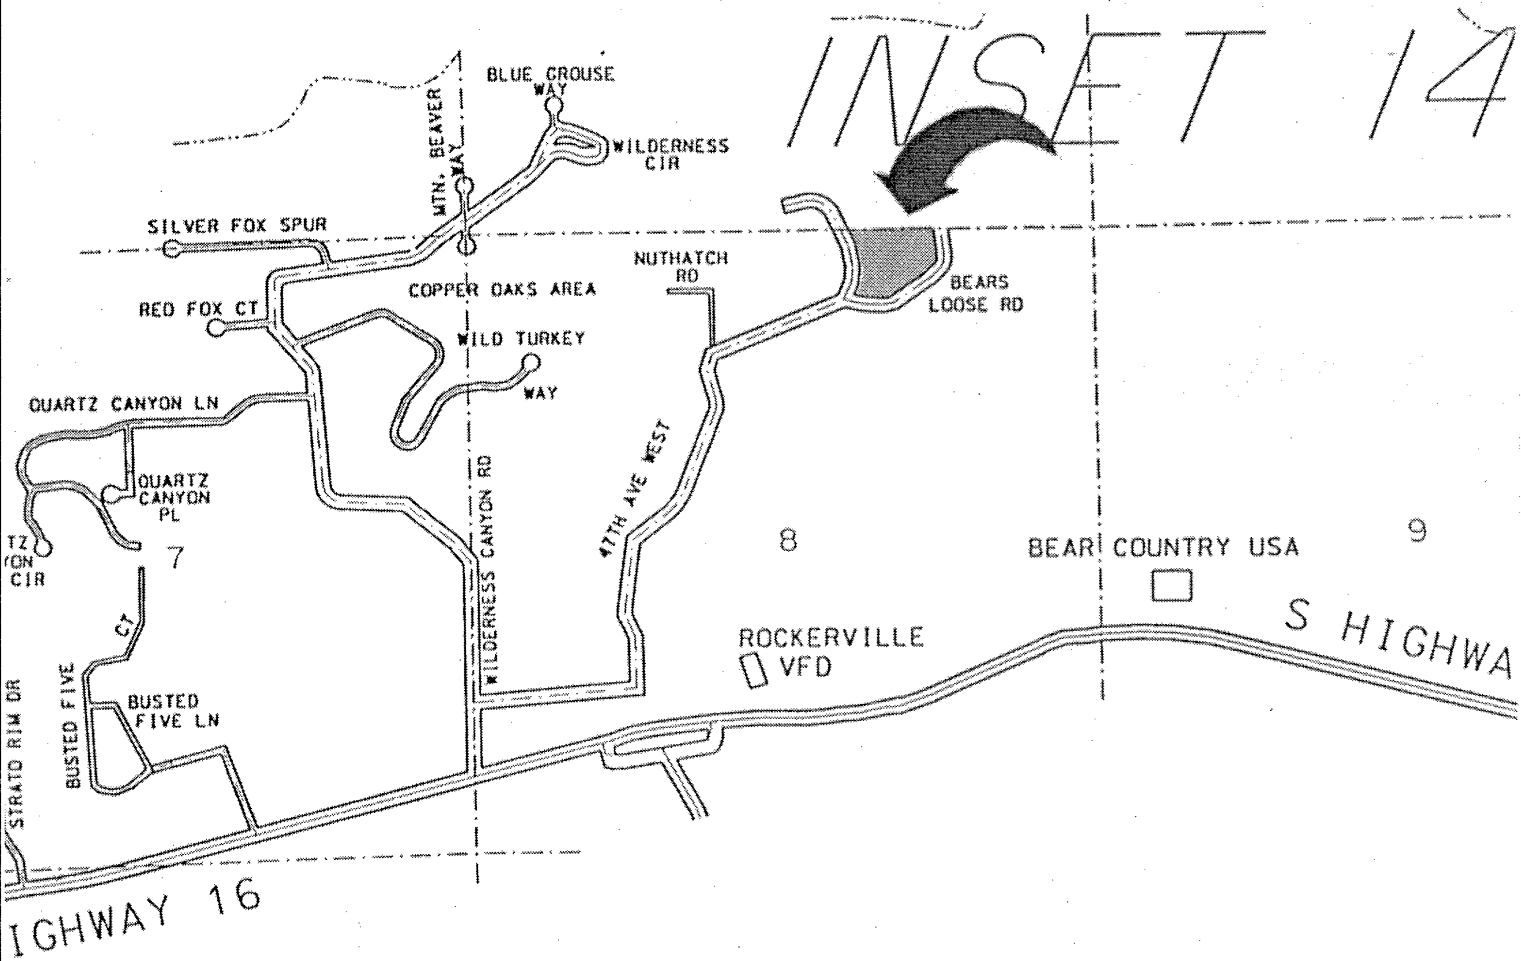 INSET 14
BLUE GROUSE
WAY
MTN. BEAVER
WAY
WILDERNESS
CIR
SILVER FOX SPUR
NUTHATCH
RD
COPPER OAKS AREA
BEARS
LOOSE RD
RED FOX CT
WILD TURKEY
WAY
QUARTZ CANYON LN
QUARTZ
CANYON
PL
TZ
YON
CIR
7
WILDERNESS CANYON RD
47TH AVE WEST
8
9
BEAR COUNTRY USA
S HIGHWA
ROCKERVILLE
VFD
CT
BUSTED FIVE
BUSTED
FIVE LN
STRATO RIM DR
IGHWAY 16